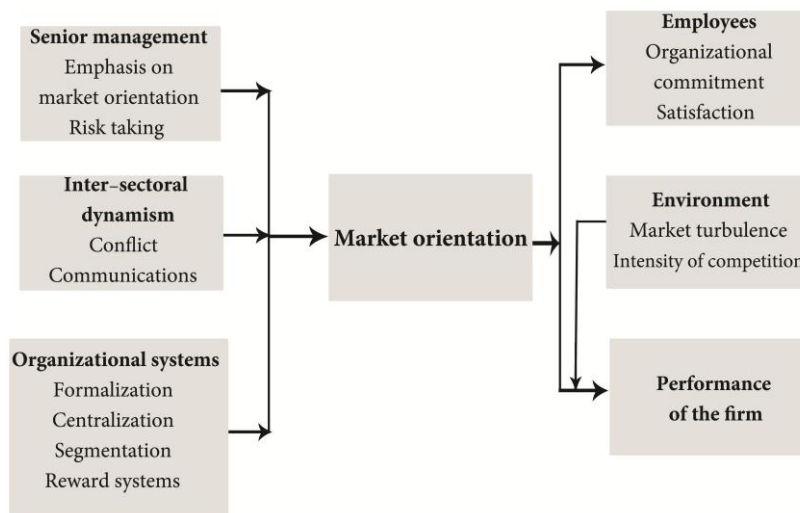 Senior management
Emphasis on
market orientation
Risk taking
Inter–sectoral
dynamism
Conflict
Communications
Organizational systems
Formalization
Centralization
Segmentation
Reward systems
Market orientation
Employees
Organizational
commitment
Satisfaction
Environment
Market turbulence
Intensity of competition
Performance
of the firm